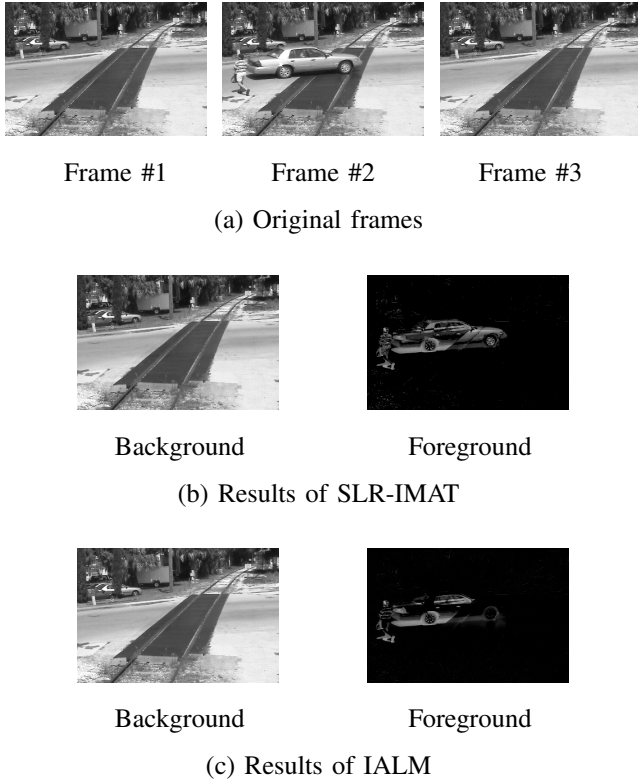 Frame #1 Frame #2 Frame #3
(a) Original frames
Background Foreground
(b) Results of SLR-IMAT
Background Foreground
(c) Results of IALM